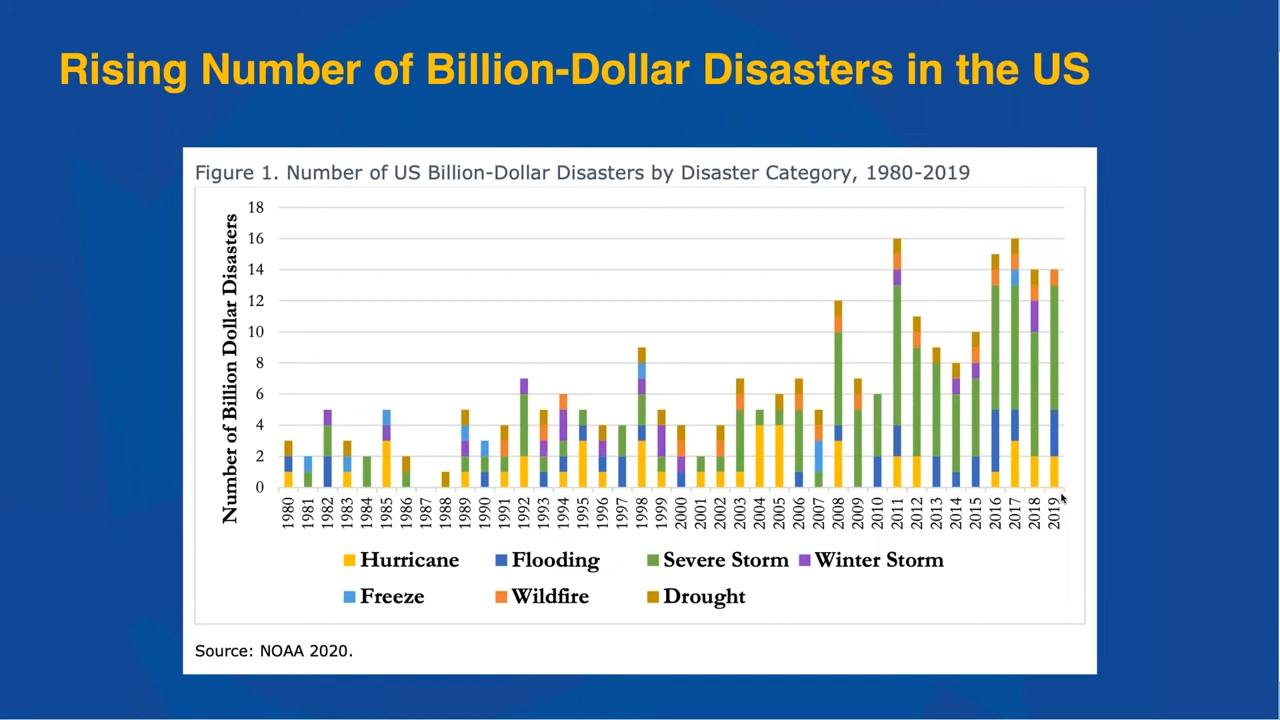 Rising Number of Billion-Dollar Disasters in the US
Figure 1. Number of US Billion-Dollar Disasters by Disaster Category, 1980-2019
Number of Billion Dollar Disasters
18
16
14
12
10
8
6
4
2
0
1980 1981 1982 1983 1984 1985 1986 1987 1988 1989 1990 1991 1992 1993 1994 1995 1996 1997 1998 1999 2000 2001 2002 2003 2004 2005 2006 2007 2008 2009 2010 2011 2012 2013 2014 2015 2016 2017 2018 2019
Hurricane Flooding Severe Storm Winter Storm
Freeze Wildfire Drought
Source: NOAA 2020.